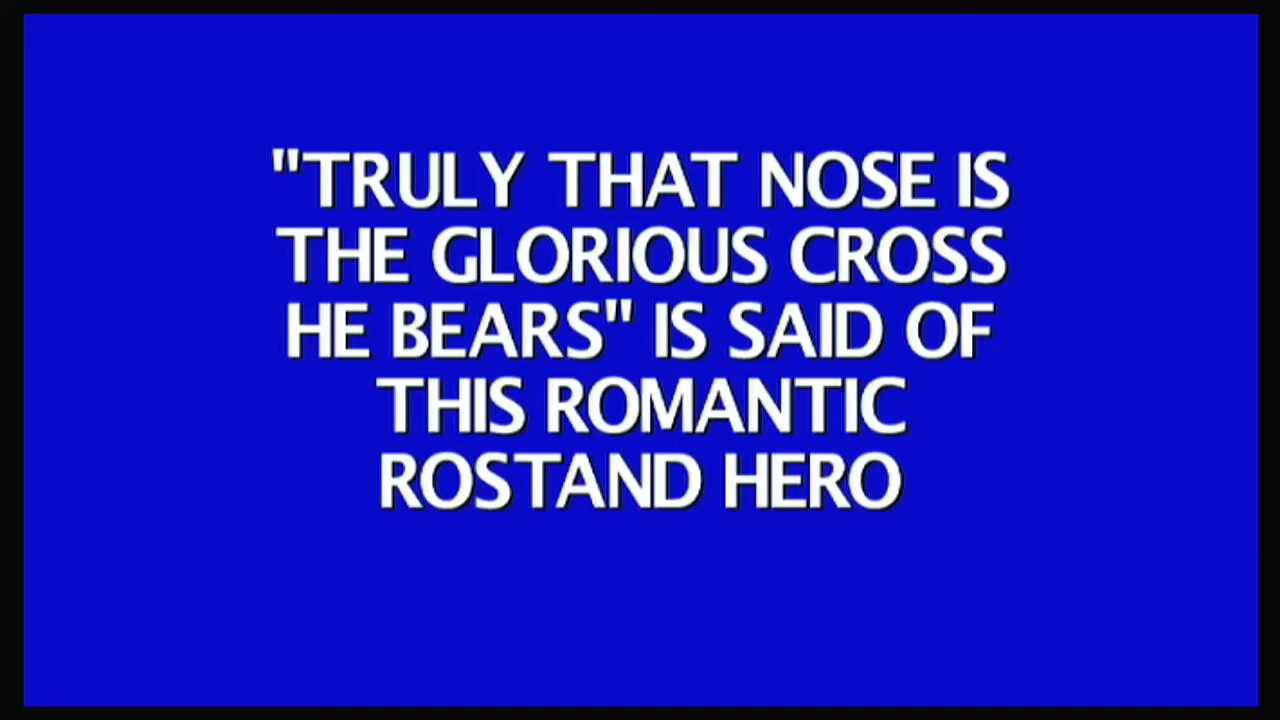 "TRULY THAT NOSE IS
THE GLORIOUS CROSS
HE BEARS" IS SAID OF
THIS ROMANTIC
ROSTAND HERO